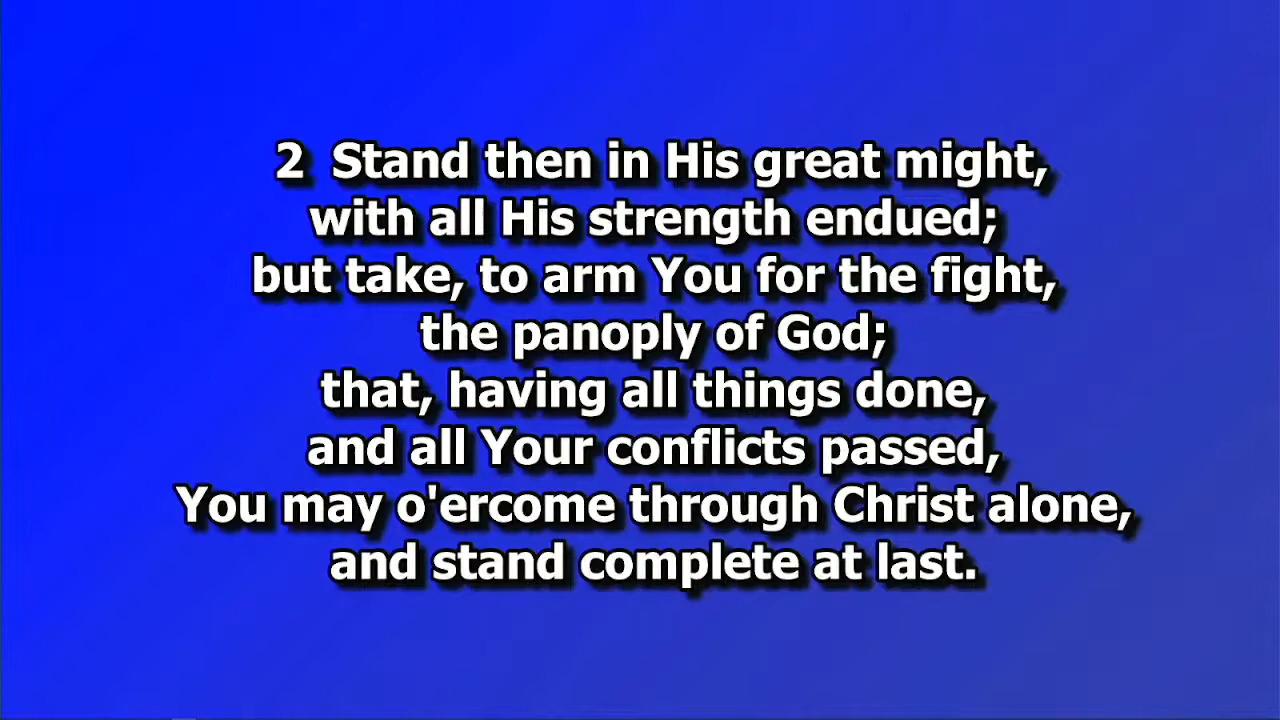 2  Stand then in His great might,
with all His strength endued;
but take, to arm You for the fight,
the panoply of God;
that, having all things done,
and all Your conflicts passed,
You may o'ercome through Christ alone,
and stand complete at last.